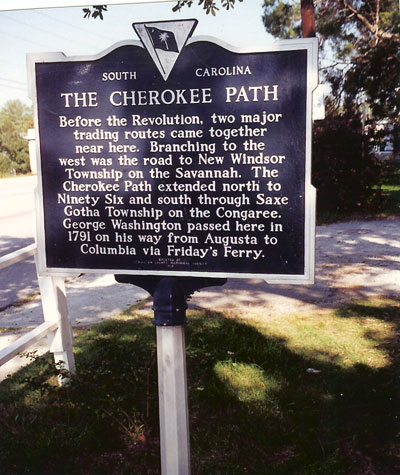 SOUTH CAROLINA
THE CHEROKEE PATH
Before the Revolution, two major
trading routes came together
near here. Branching to the
west was the road to New Windsor
Township on the Savannah. The
Cherokee Path extended north to
Ninety Six and south through Saxe
Gotha Township on the Congaree.
George Washington passed here in
1791 on his way from Augusta to
Columbia via Friday's Ferry.